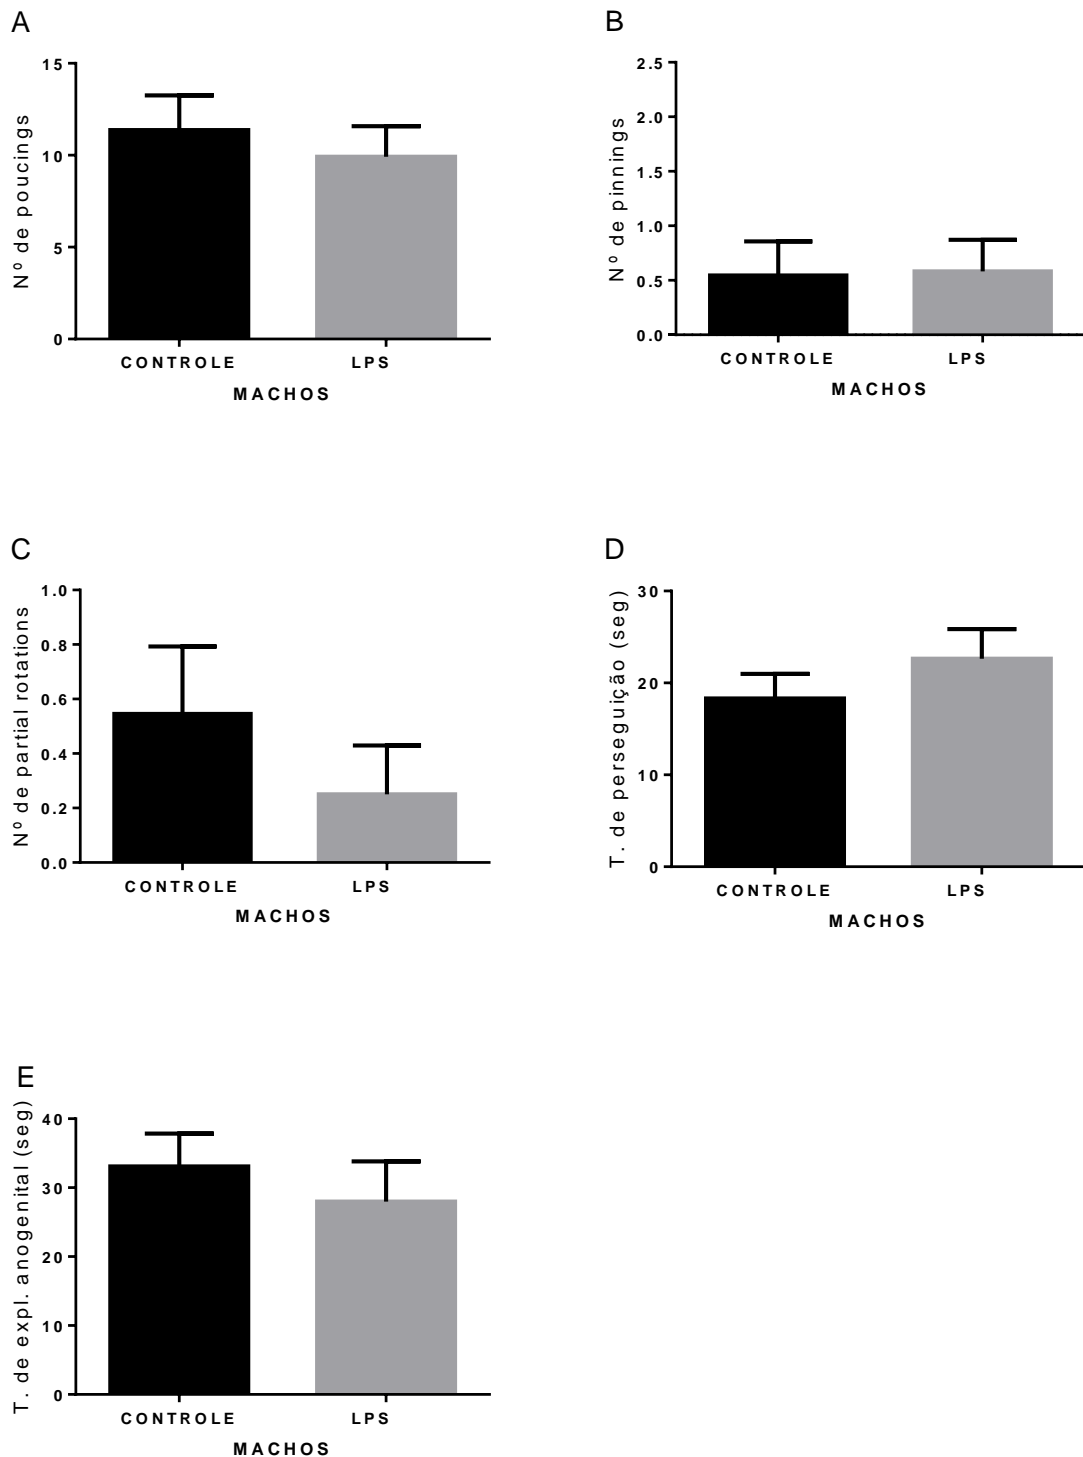 A
Nº de poucings
15
10
5
0
CONTROLE LPS
MACHOS
B
Nº de pinnings
2.5
2.0
1.5
1.0
0.5
0.0
CONTROLE LPS
MACHOS
C
Nº de partial rotations
1.0
0.8
0.6
0.4
0.2
0.0
CONTROLE LPS
MACHOS
D
T. de perseguição (seg)
30
20
10
0
CONTROLE LPS
MACHOS
E
T. de expl. anogenital (seg)
40
30
20
10
0
CONTROLE LPS
MACHOS